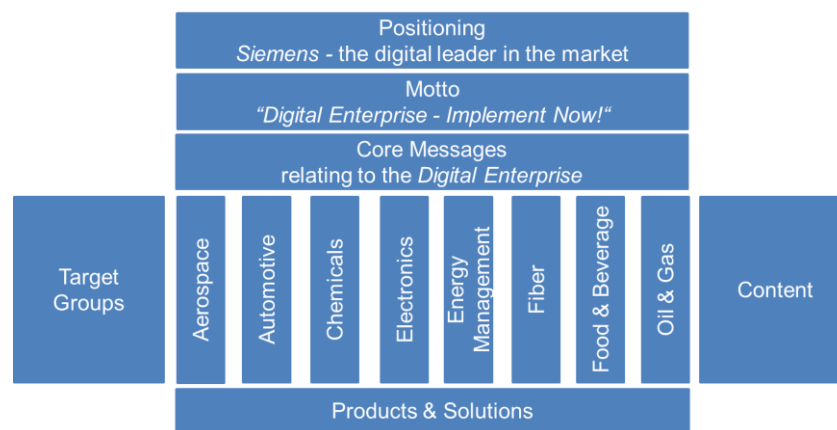 Positioning
Siemens - the digital leader in the market
Motto
“Digital Enterprise - Implement Now!“
Core Messages
relating to the Digital Enterprise
Target
Groups
Aerospace
Automotive
Chemicals
Electronics
Energy
Management
Fiber
Food & Beverage
Oil & Gas
Content
Products & Solutions